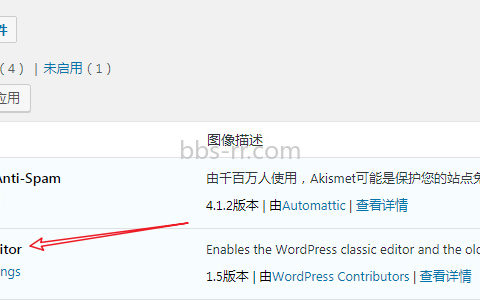 件
(4) | 未启用 (1)
应用
图像描述
bbs-rr.com
Anti-Spam
由千百万人使用，Akismet可能是保护您的站点免
4.1.2版本 | 由Automattic | 查看详情
itor
Enables the WordPress classic editor and the old
ngs
1.5版本 | 由WordPress Contributors | 查看详情